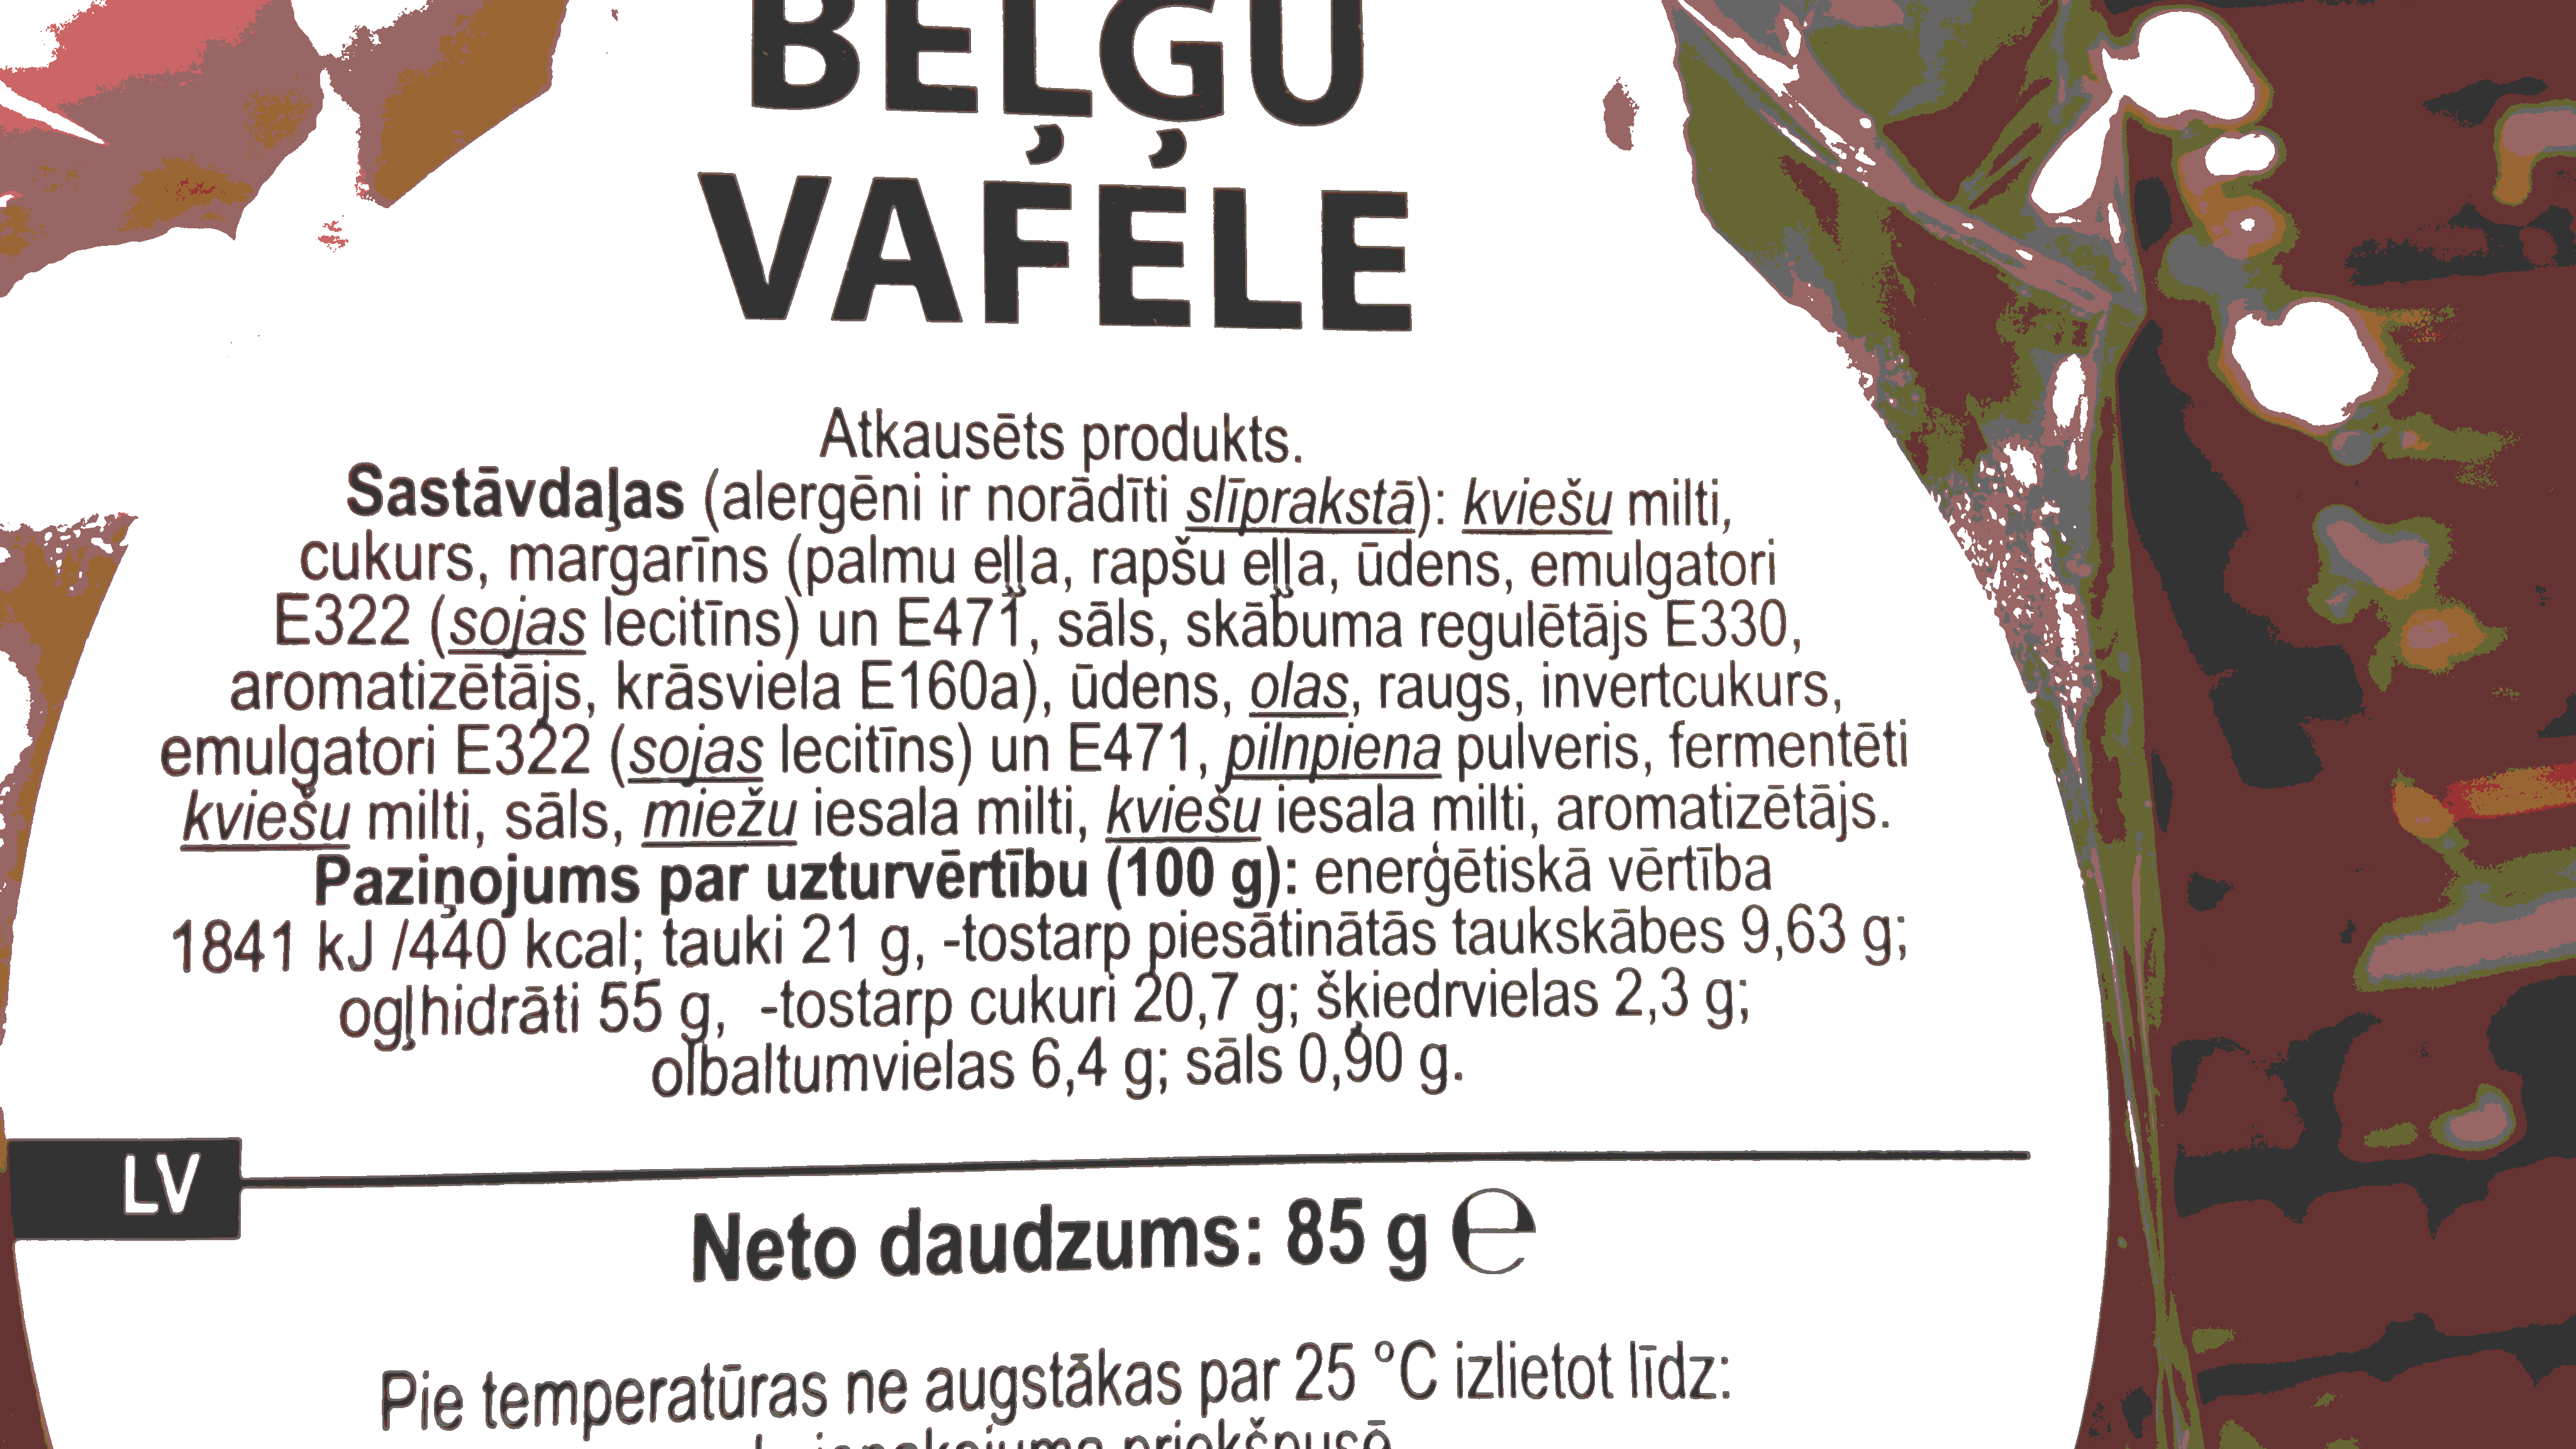 BEĻĢU
VAFELE
Atkausēts produkts.
Sastāvdaļas (alergēni ir norādīti slīprakstā): kviešu milti,
cukurs, margarīns (palmu eļļa, rapšu eļļa, ūdens, emulgatori
E322 (sojas lecitīns) un E471, sāls, skābuma regulētājs E330,
aromatizētājs, krāsviela E160a), ūdens, olas, raugs, invertcukurs,
emulgatori E322 (sojas lecitīns) un E471, pilnpiena pulveris, fermentēti
kviešu milti, sāls, miežu iesala milti, kviešu iesala milti, aromatizētājs.
Paziņojums par uzturvērtību (100 g): enerģētiskā vērtība
1841 kJ /440 kcal; tauki 21 g, -tostarp piesātinātās taukskābes 9,63 g;
ogļhidrāti 55 g, -tostarp cukuri 20,7 g; šķiedrvielas 2,3 g;
olbaltumvielas 6,4 g; sāls 0,90 g.
LV
Neto daudzums: 85 g ℮
Pie temperatūras ne augstākas par 25 °C izlietot līdz:
priekšpusē